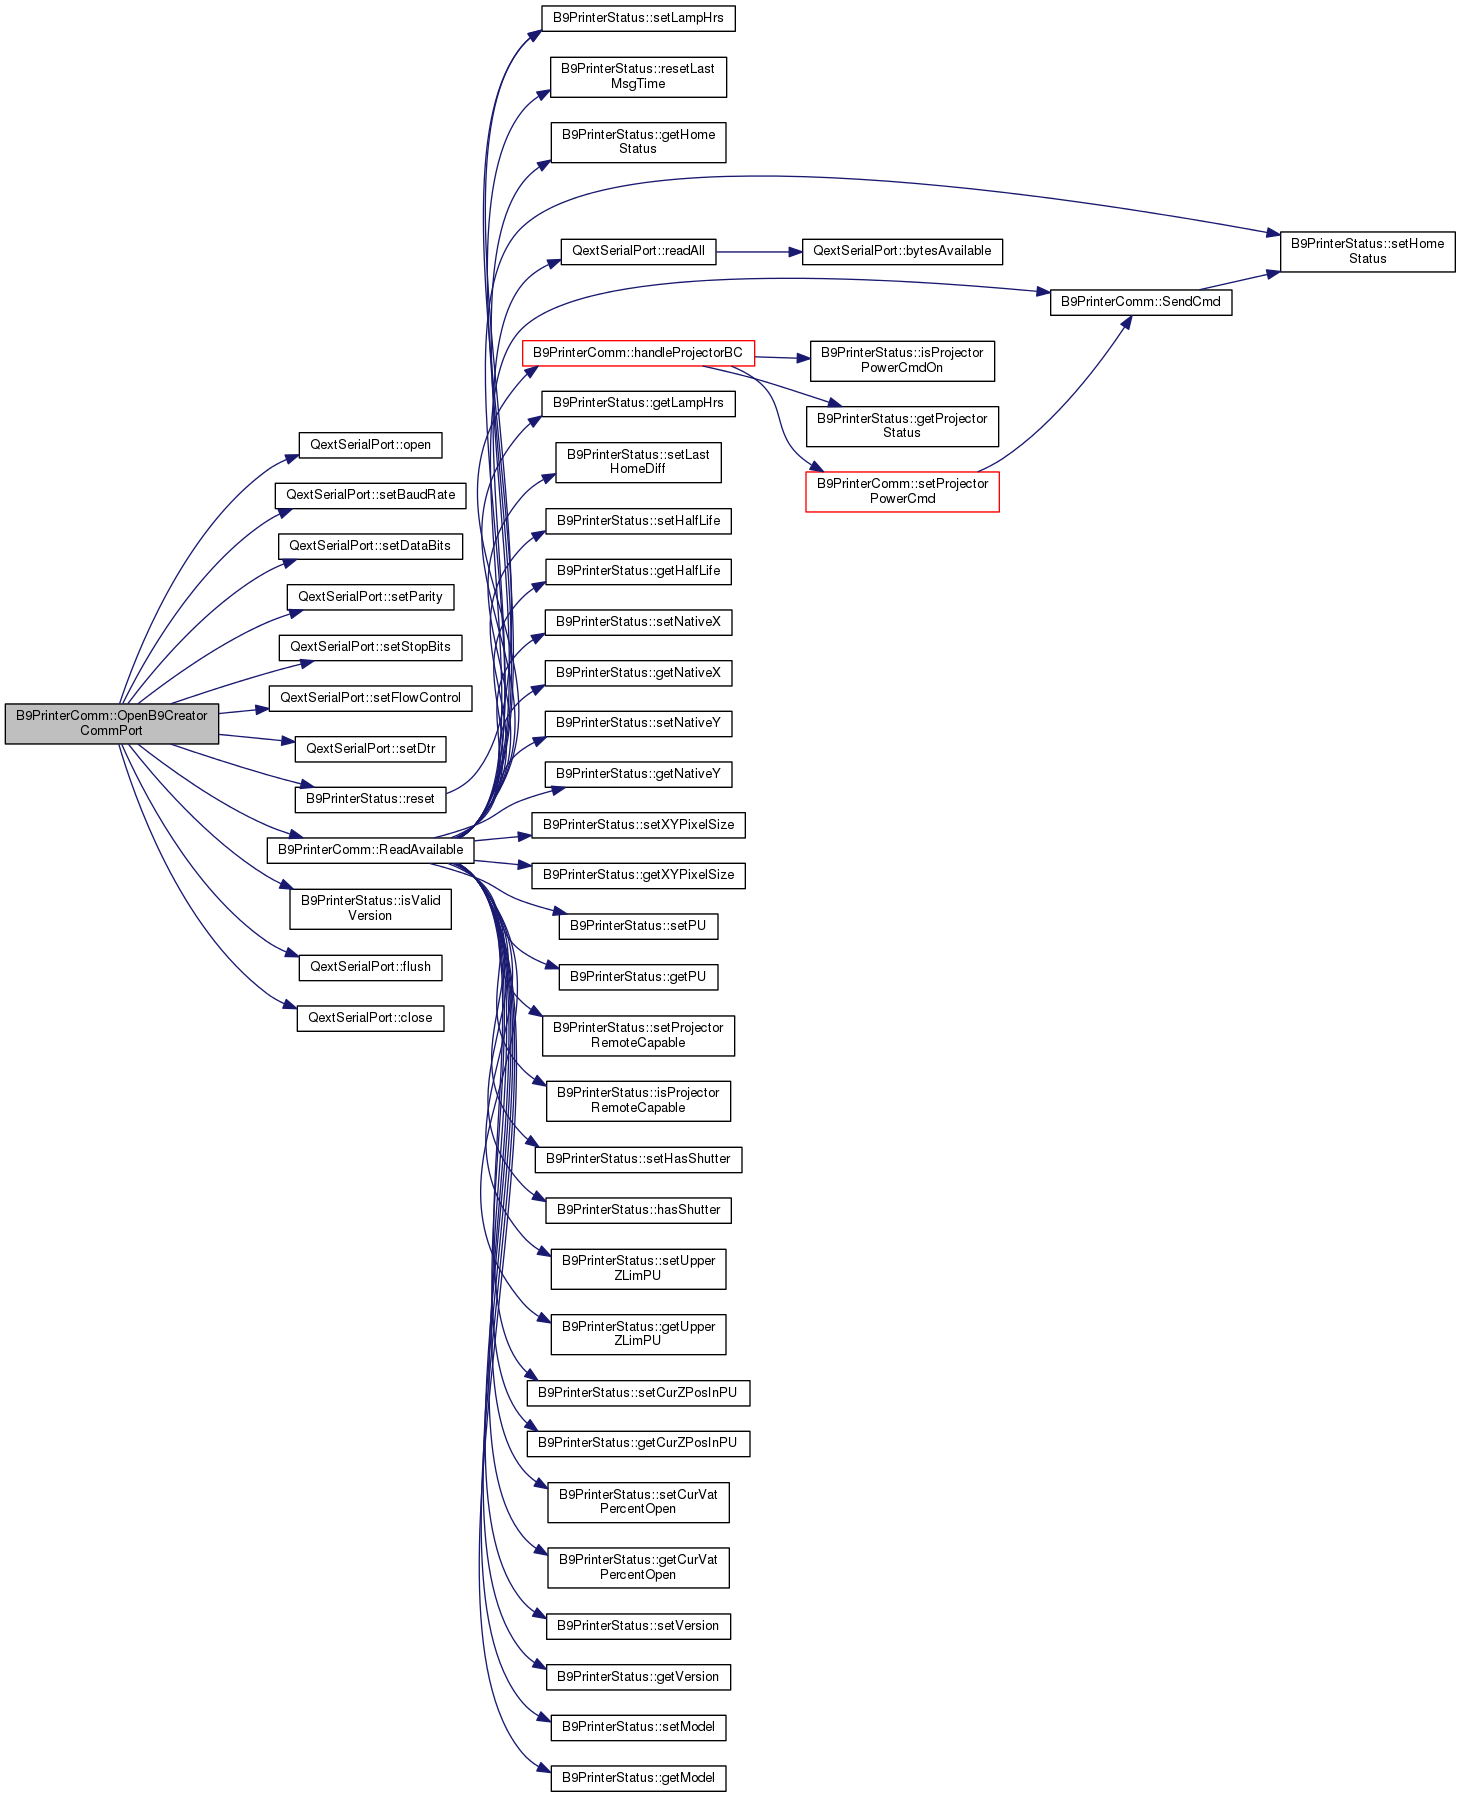 B9PrinterComm::OpenB9Creator
CommPort
QextSerialPort::open
QextSerialPort::setBaudRate
QextSerialPort::setDataBits
QextSerialPort::setParity
QextSerialPort::setStopBits
QextSerialPort::setFlowControl
QextSerialPort::setDtr
B9PrinterStatus::reset
B9PrinterComm::ReadAvailable
B9PrinterStatus::isValid
Version
QextSerialPort::flush
QextSerialPort::close
B9PrinterStatus::setLampHrs
B9PrinterStatus::resetLast
MsgTime
B9PrinterStatus::getHome
Status
QextSerialPort::readAll
B9PrinterComm::handleProjectorBC
B9PrinterStatus::getLampHrs
B9PrinterStatus::setLast
HomeDiff
B9PrinterStatus::setHalfLife
B9PrinterStatus::getHalfLife
B9PrinterStatus::setNativeX
B9PrinterStatus::getNativeX
B9PrinterStatus::setNativeY
B9PrinterStatus::getNativeY
B9PrinterStatus::setXYPixelSize
B9PrinterStatus::getXYPixelSize
B9PrinterStatus::setPU
B9PrinterStatus::getPU
B9PrinterStatus::setProjector
RemoteCapable
B9PrinterStatus::isProjector
RemoteCapable
B9PrinterStatus::setHasShutter
B9PrinterStatus::hasShutter
B9PrinterStatus::setUpper
ZLimPU
B9PrinterStatus::getUpper
ZLimPU
B9PrinterStatus::setCurZPosInPU
B9PrinterStatus::getCurZPosInPU
B9PrinterStatus::setCurVat
PercentOpen
B9PrinterStatus::getCurVat
PercentOpen
B9PrinterStatus::setVersion
B9PrinterStatus::getVersion
B9PrinterStatus::setModel
B9PrinterStatus::getModel
QextSerialPort::bytesAvailable
B9PrinterStatus::isProjector
PowerCmdOn
B9PrinterStatus::getProjector
Status
B9PrinterComm::setProjector
PowerCmd
B9PrinterComm::SendCmd
B9PrinterStatus::setHome
Status